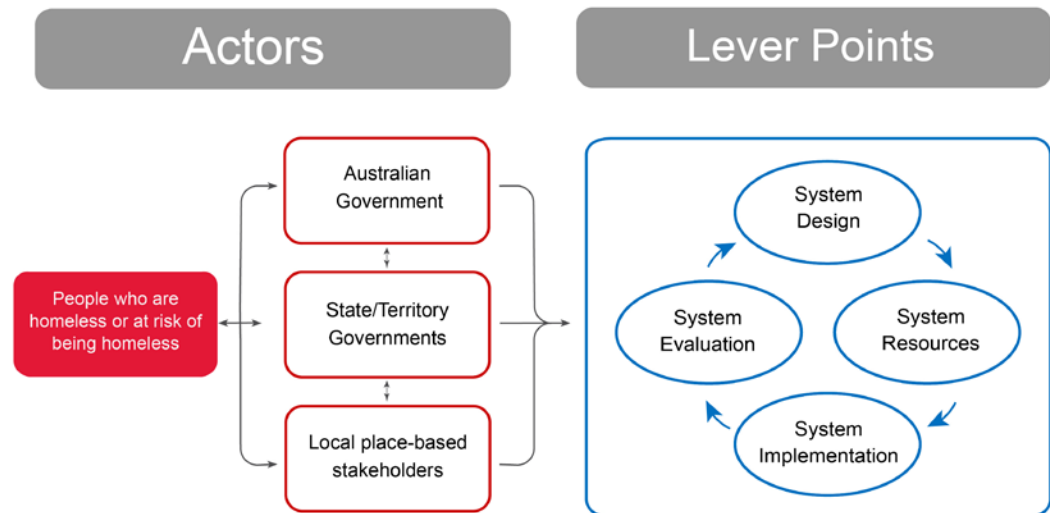 Actors
Lever Points
People who are
homeless or at risk of
being homeless
Australian
Government
State/Territory
Governments
Local place-based
stakeholders
System
Design
System
Evaluation
System
Resources
System
Implementation